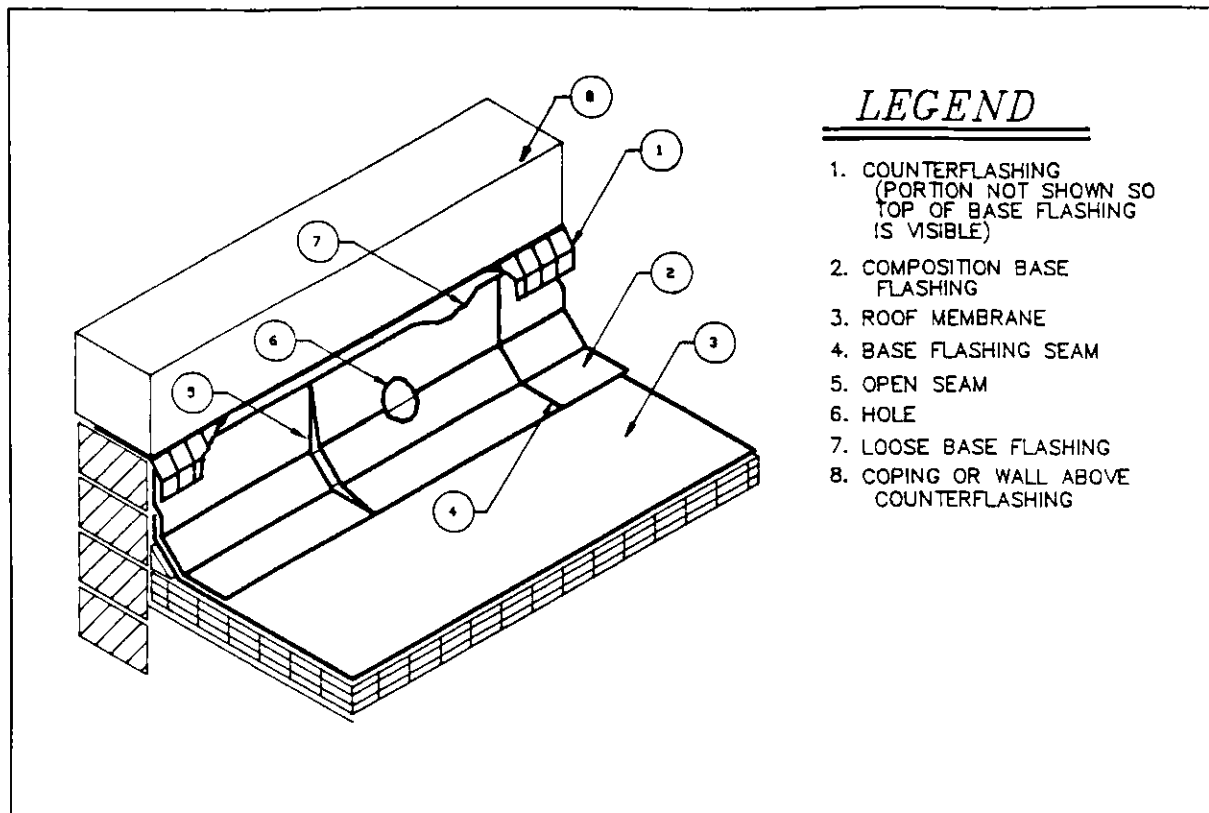 8
1
7
2
6
3
5
4
LEGEND
1. COUNTERFLASHING
(PORTION NOT SHOWN SO
TOP OF BASE FLASHING
IS VISIBLE)
2. COMPOSITION BASE
FLASHING
3. ROOF MEMBRANE
4. BASE FLASHING SEAM
5. OPEN SEAM
6. HOLE
7. LOOSE BASE FLASHING
8. COPING OR WALL ABOVE
COUNTERFLASHING